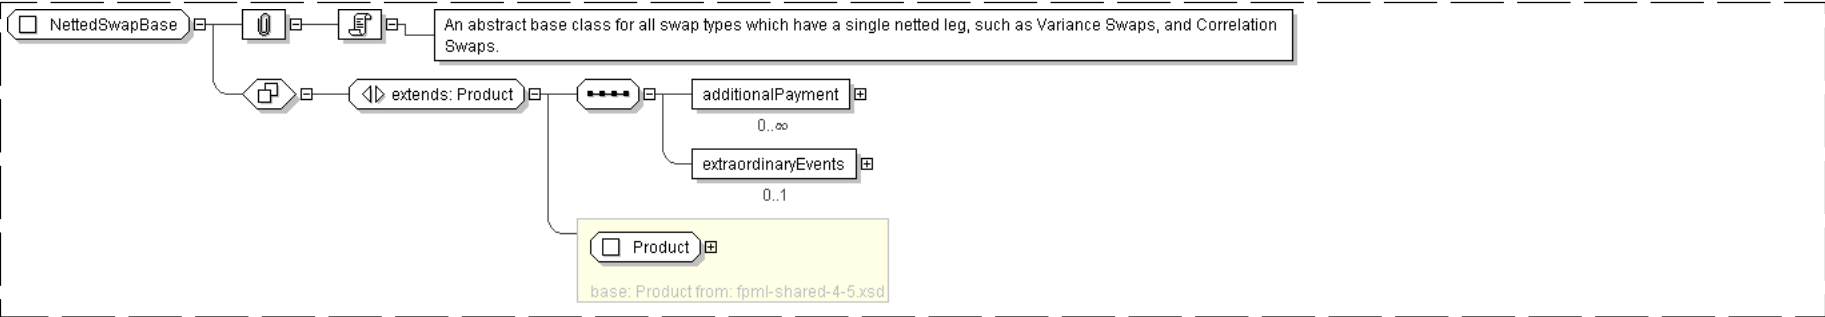 NettedSwapBase
An abstract base class for all swap types which have a single netted leg, such as Variance Swaps, and Correlation
Swaps.
extends: Product
additionalPayment
0..∞
extraordinaryEvents
0..1
Product
base: Product from: fpml-shared-4-5.xsd